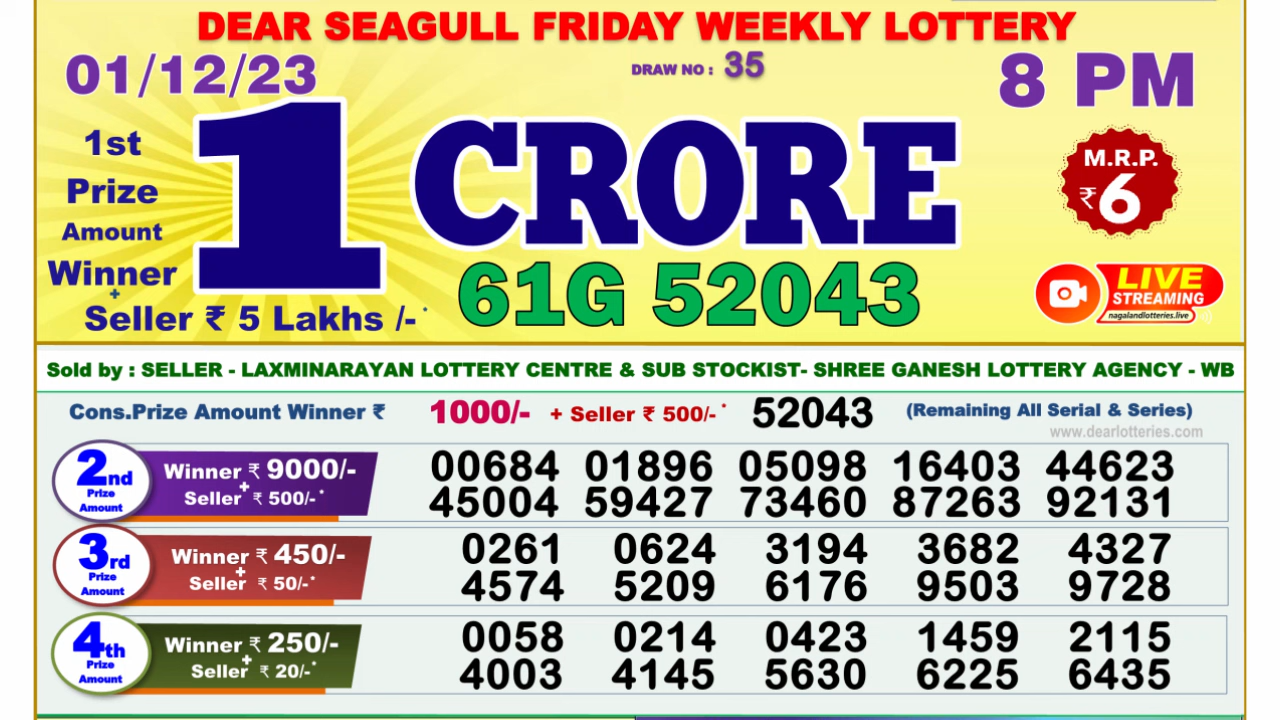 DEAR SEAGULL FRIDAY WEEKLY LOTTERY
01/12/23
DRAW NO : 35
8 PM
1st
Prize
Amount
Winner
+
Seller ₹ 5 Lakhs /-*
1 CRORE
61G 52043
M.R.P.
₹6
LIVE
STREAMING
nagalandlotteries.live
Sold by : SELLER - LAXMINARAYAN LOTTERY CENTRE & SUB STOCKIST- SHREE GANESH LOTTERY AGENCY - WB
Cons.Prize Amount Winner ₹ 1000/- + Seller ₹ 500/-* 52043 (Remaining All Serial & Series)
www.dearlotteries.com
2nd
Prize
Amount
Winner ₹ 9000/-
+
Seller ₹ 500/-*
00684 01896 05098 16403 44623
45004 59427 73460 87263 92131
3rd
Prize
Amount
Winner ₹ 450/-
+
Seller ₹ 50/-*
0261 0624 3194 3682 4327
4574 5209 6176 9503 9728
4th
Prize
Amount
Winner ₹ 250/-
+
Seller ₹ 20/-*
0058 0214 0423 1459 2115
4003 4145 5630 6225 6435